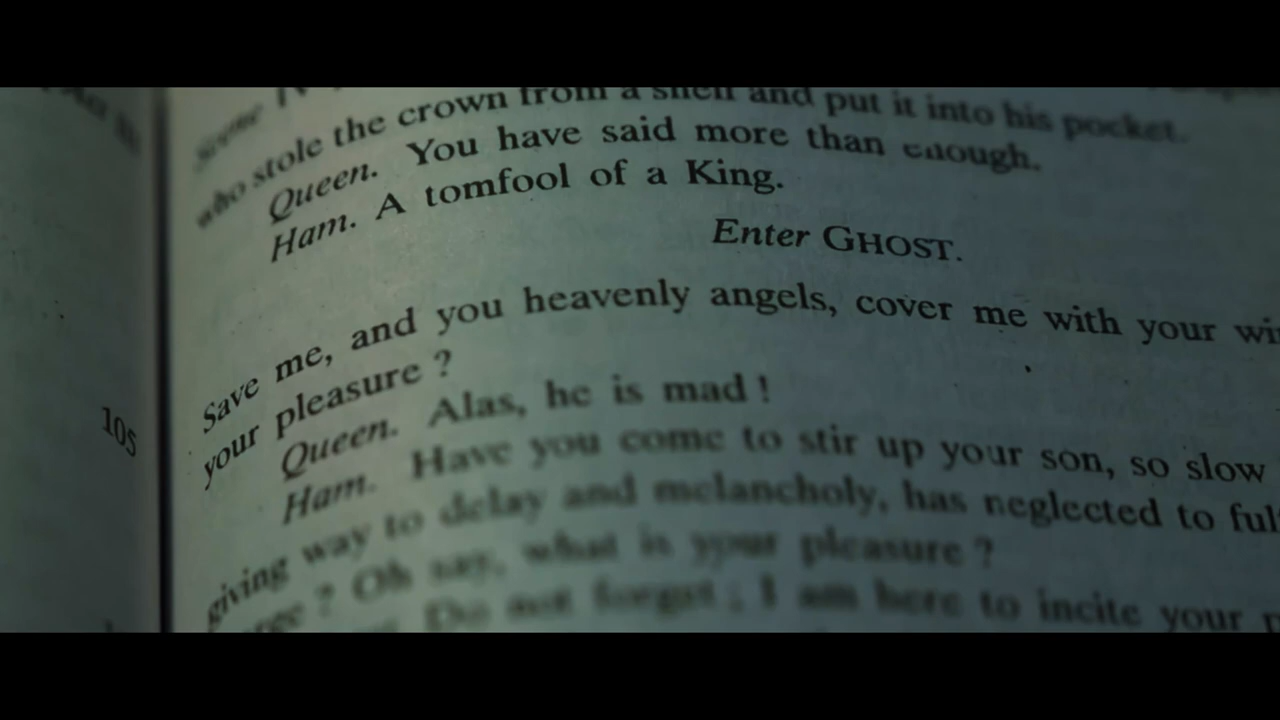 Scene IV
who stole the crown from a shelf and put it into his pocket.
Queen. You have said more than enough.
Ham. A tomfool of a King.
Enter GHOST.
Save me, and you heavenly angels, cover me with your wi
your pleasure ?
Queen. Alas, he is mad !
105
Ham. Have you come to stir up your son, so slow
giving way to delay and melancholy, has neglected to ful
? Oh say, what is your pleasure ?
Do not forget ; I am here to incite your